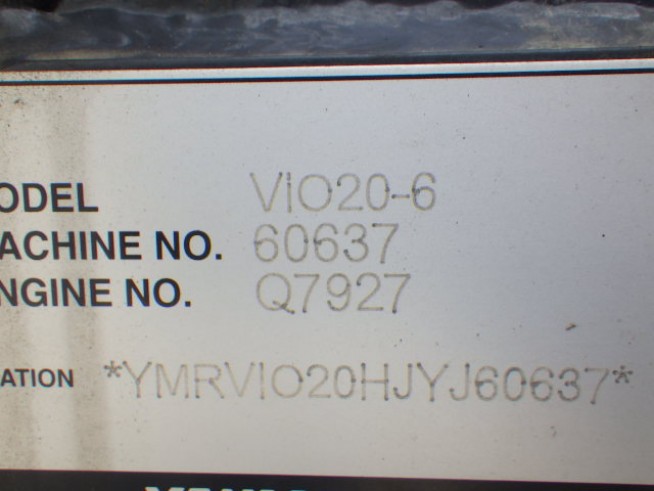 ODEL VIO20-6
ACHINE NO. 60637
NGINE NO. Q7927
ATION *YMRVIO20HJYJ60637*